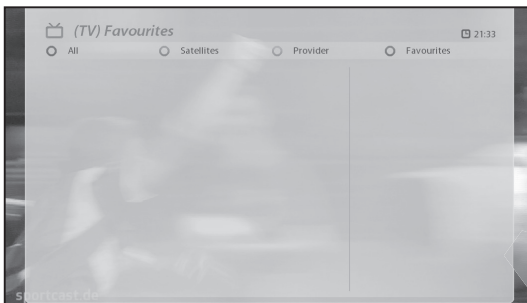 (TV) Favourites
21:33
All Satellites Provider Favourites
sportcast.de